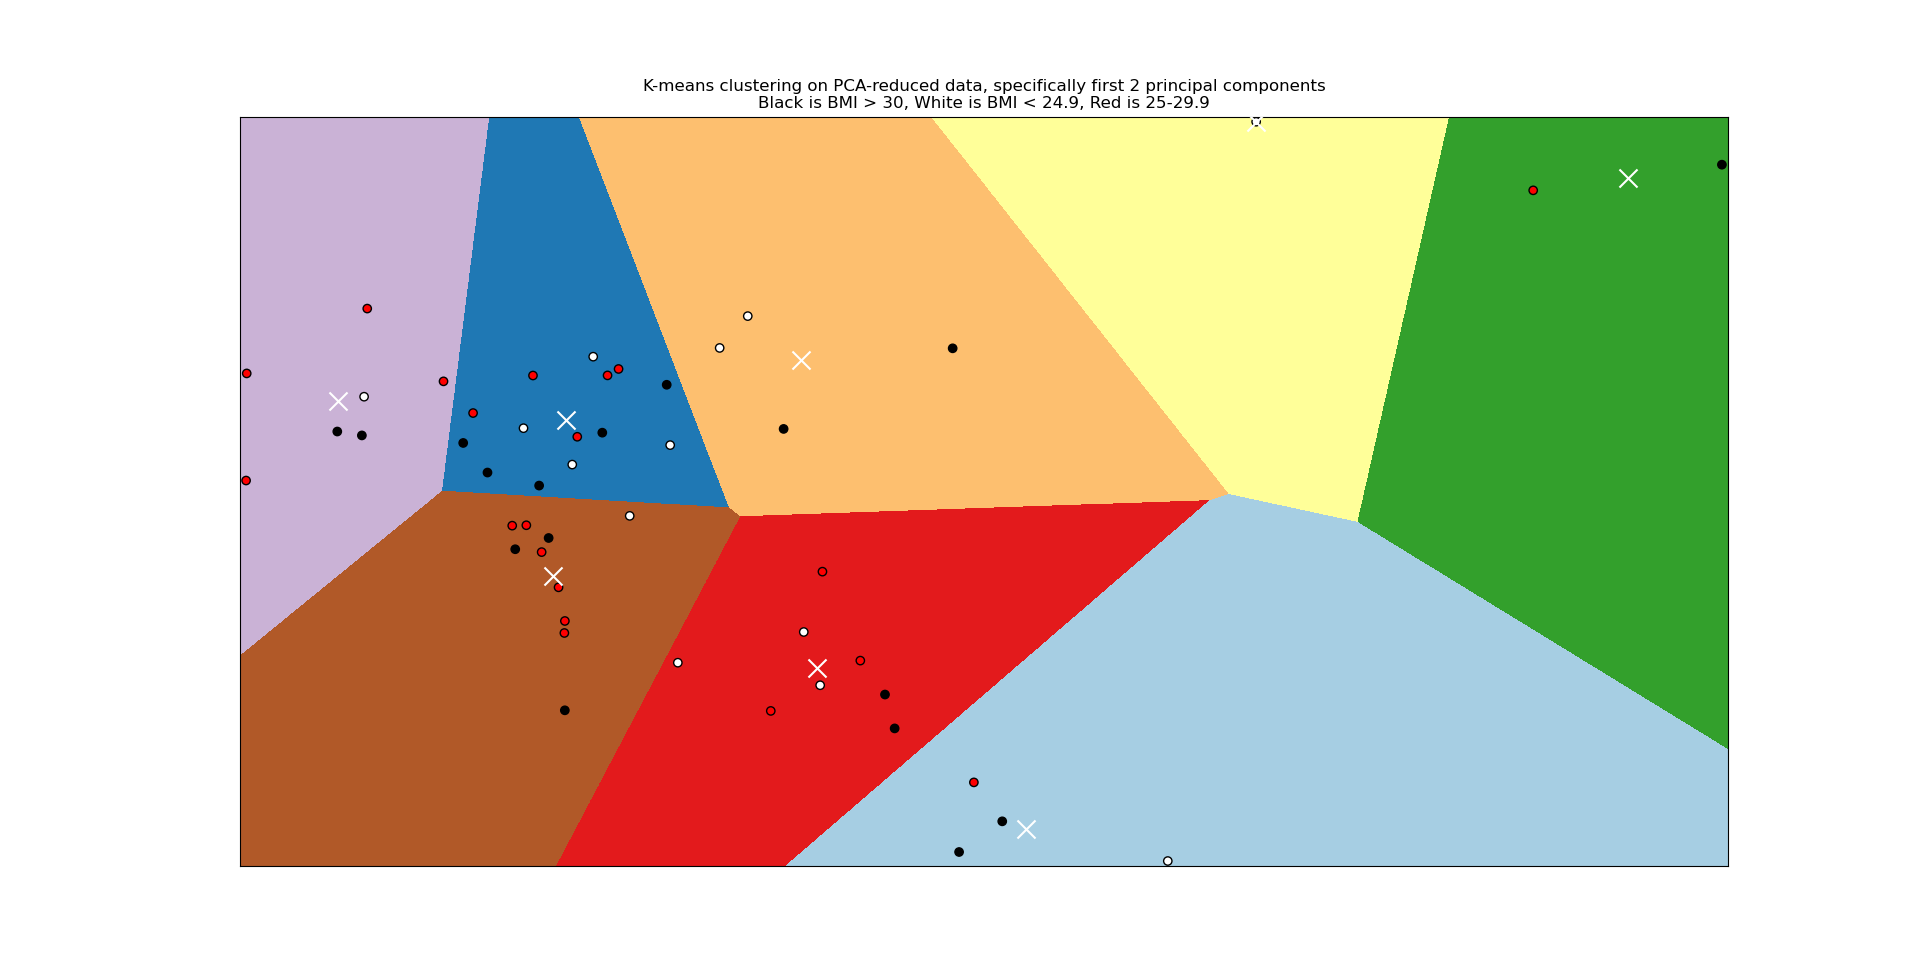 K-means clustering on PCA-reduced data, specifically first 2 principal components
Black is BMI > 30, White is BMI < 24.9, Red is 25-29.9